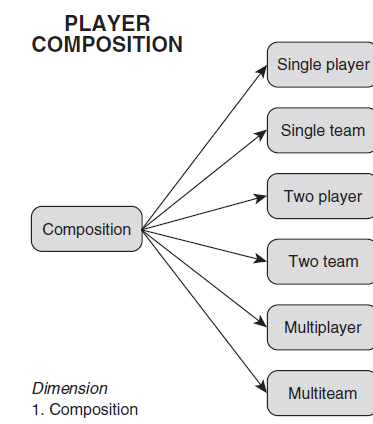 PLAYER
COMPOSITION
Single player
Single team
Two player
Composition
Two team
Multiplayer
Multiteam
Dimension
1. Composition